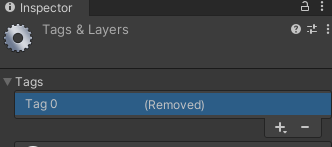 Inspector
Tags & Layers
Tags
Tag 0 (Removed)